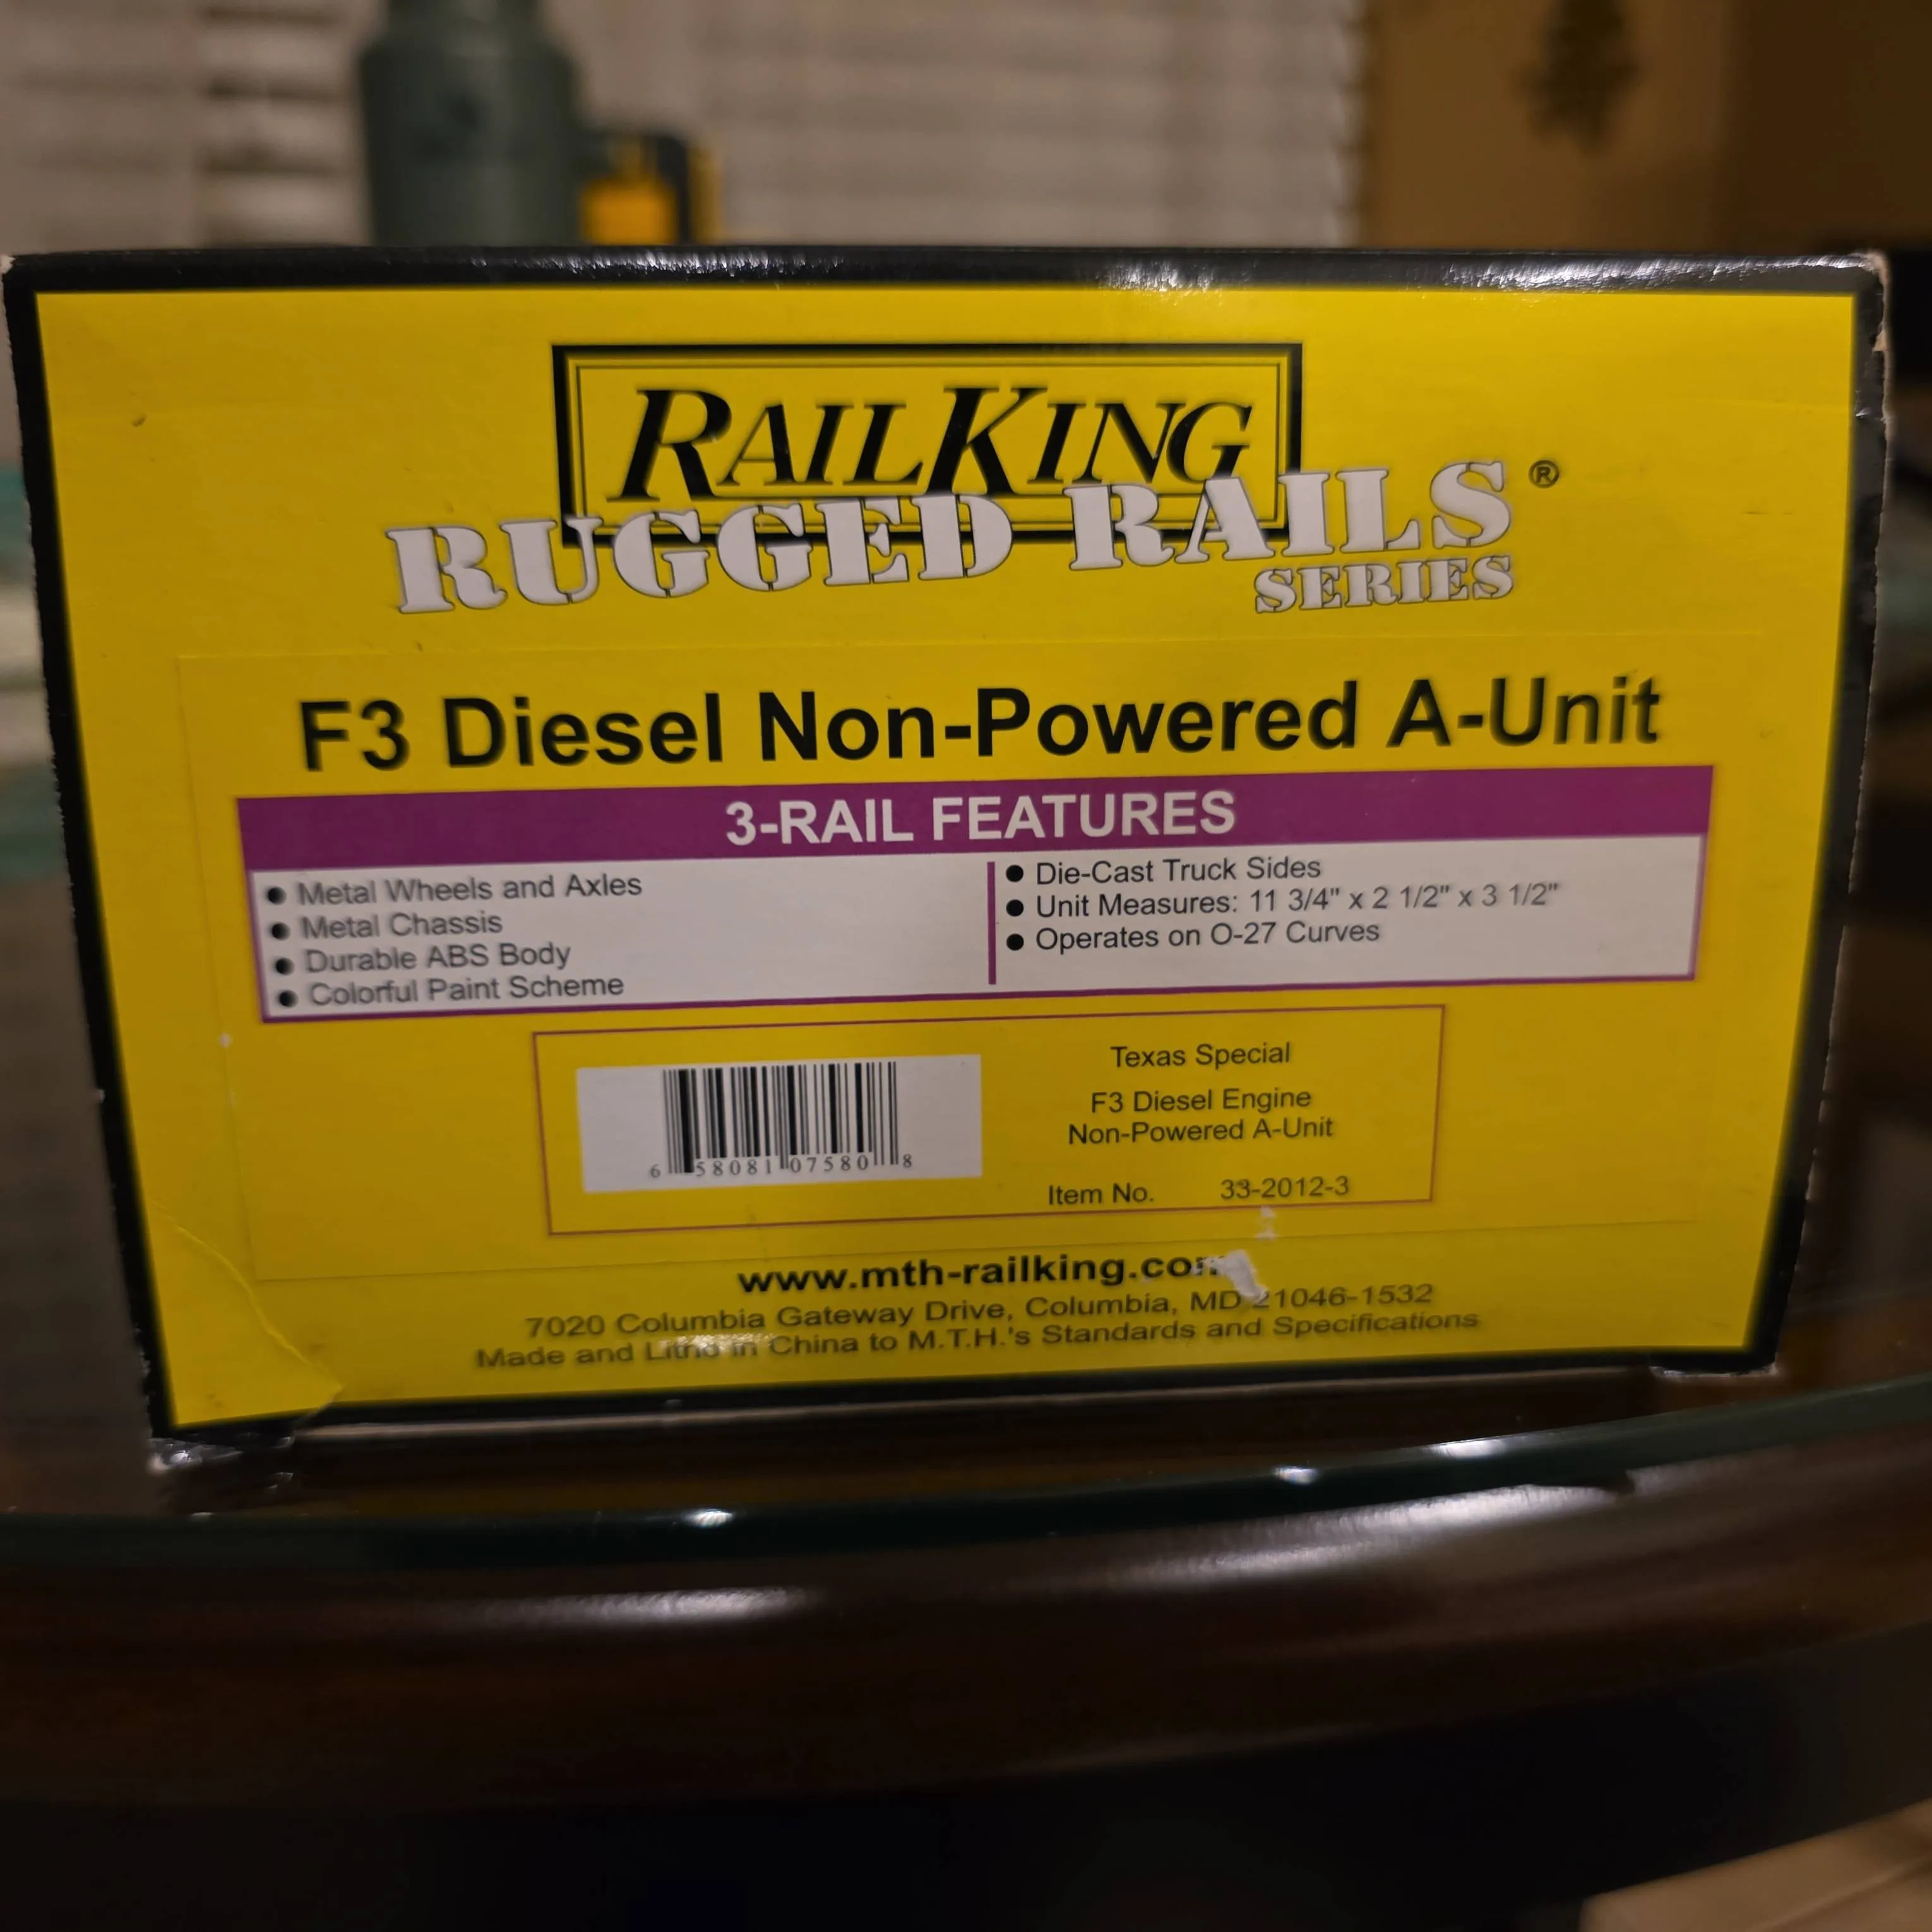 RAILKING
RUGGED RAILS ®
SERIES
F3 Diesel Non-Powered A-Unit
3-RAIL FEATURES
● Metal Wheels and Axles
● Metal Chassis
● Durable ABS Body
● Colorful Paint Scheme
● Die-Cast Truck Sides
● Unit Measures: 11 3/4" x 2 1/2" x 3 1/2"
● Operates on O-27 Curves
6 58081 07580 8
Texas Special
F3 Diesel Engine
Non-Powered A-Unit
Item No. 33-2012-3
www.mth-railking.com
7020 Columbia Gateway Drive, Columbia, MD 21046-1532
Made and Litho in China to M.T.H.'s Standards and Specifications